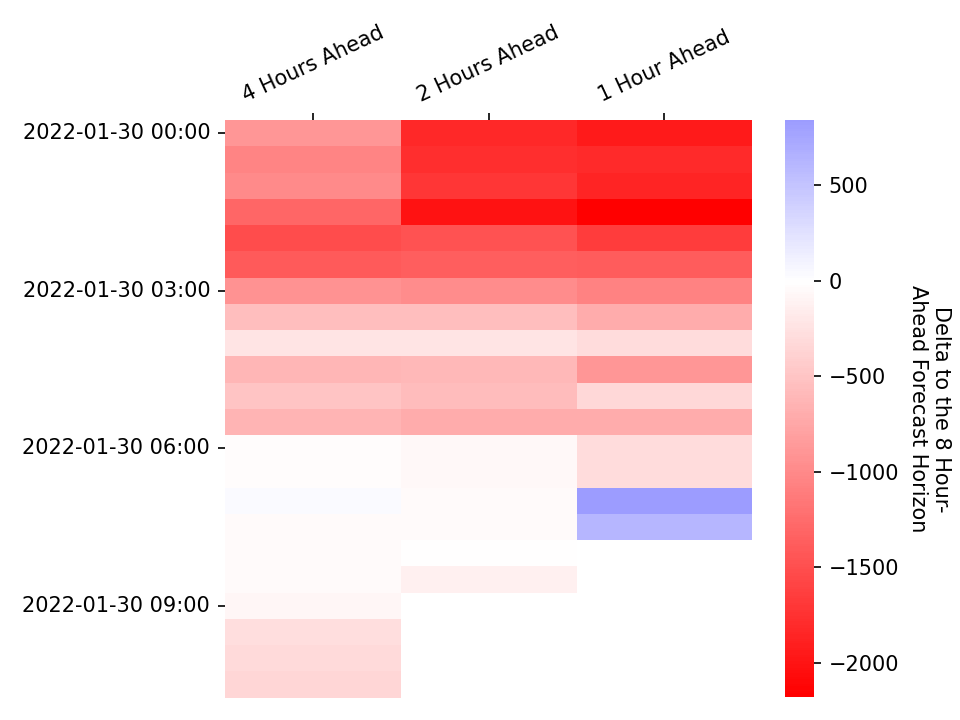 4 Hours Ahead
2 Hours Ahead
1 Hour Ahead
2022-01-30 00:00
2022-01-30 03:00
2022-01-30 06:00
2022-01-30 09:00
500
0
−500
−1000
−1500
−2000
Delta to the 8 Hour-
Ahead Forecast Horizon